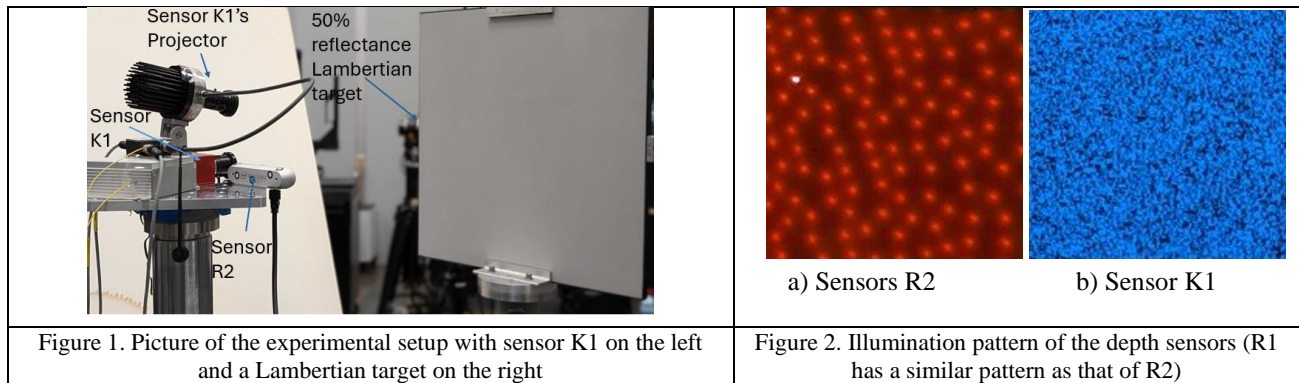 Sensor K1's
Projector
50%
reflectance
Lambertian
target
Sensor
K1
Sensor
R2
a) Sensors R2
b) Sensor K1
Figure 1. Picture of the experimental setup with sensor K1 on the left
and a Lambertian target on the right
Figure 2. Illumination pattern of the depth sensors (R1
has a similar pattern as that of R2)